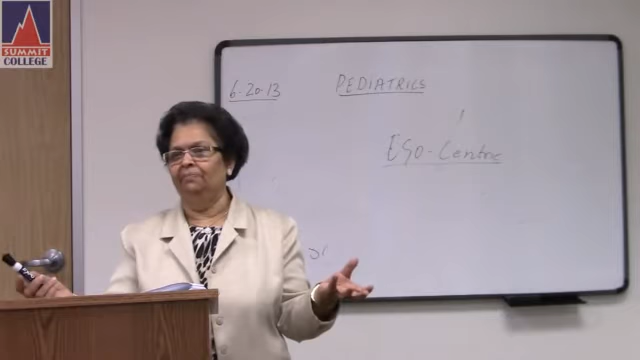 SUMMIT
COLLEGE
6-20-13
PEDIATRICS
EGO-Centric